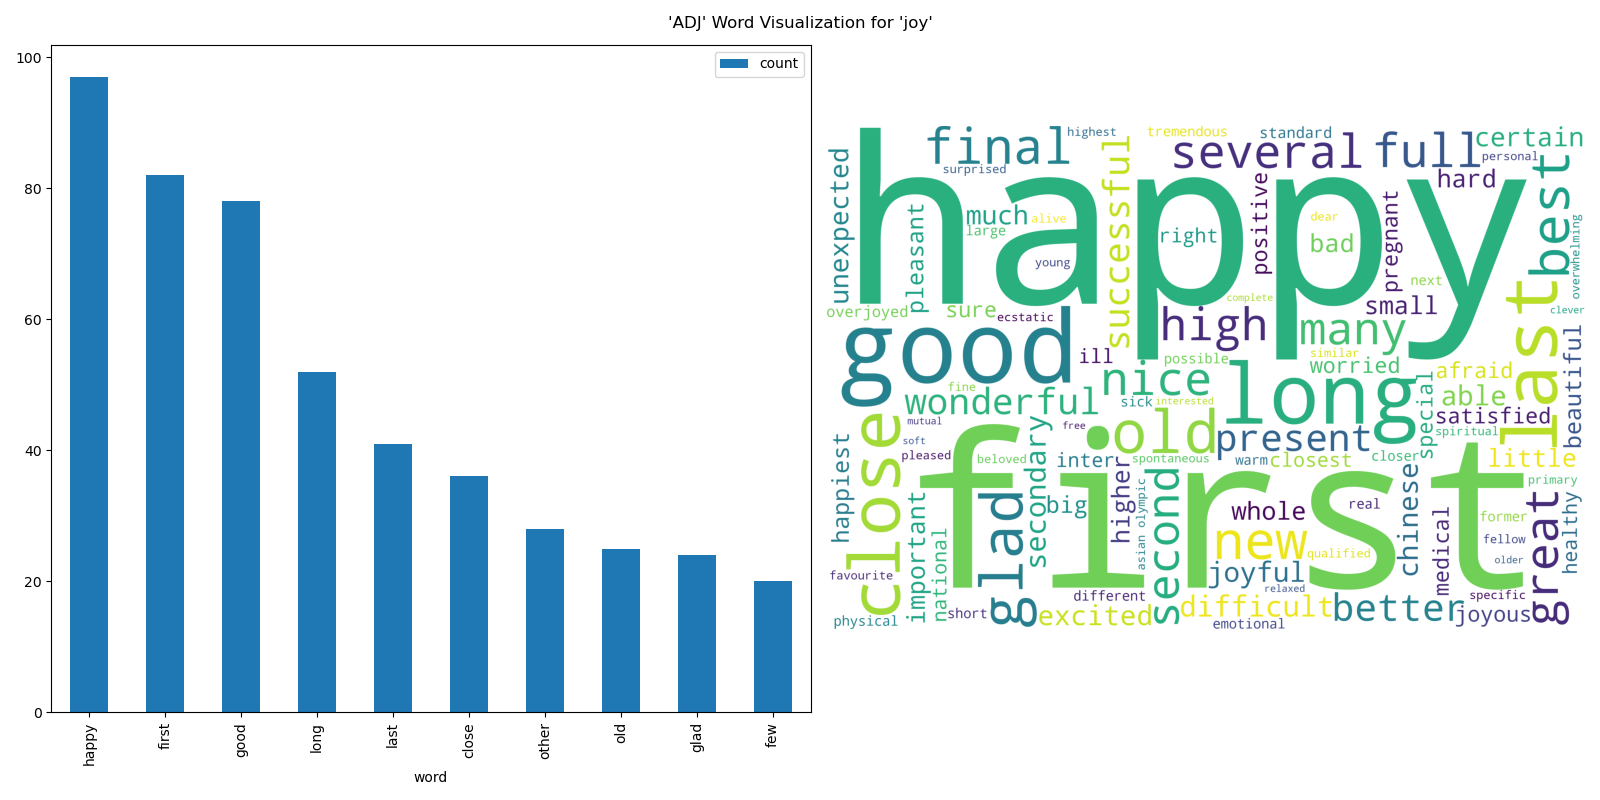 'ADJ' Word Visualization for 'joy'
count
100
80
60
40
20
0
happy
first
good
long
last
close
other
old
glad
few
word
happy
first
good
long
last
close
old
glad
final
highest
tremendous
standard
certain
several
full
personal
surprised
hard
unexpected
pleasant
much
alive
large
successful
positive
right
dear
bad
pregnant
best
overwhelming
young
next
complete
small
clever
overjoyed
sure
ecstatic
high
many
ill
possible
similar
worried
afraid
beautiful
fine
nice
wonderful
sick
interested
special
able
satisfied
mutual
free
present
spiritual
soft
pleased
beloved
secondary
inter
spontaneous
warm
closest
closer
little
happiest
higher
primary
important
big
asian olympic
second
whole
real
chinese
medical
former
great
healthy
national
new
qualified
fellow
older
favourite
joyful
relaxed
different
specific
physical
short
excited
difficult
emotional
better
joyous